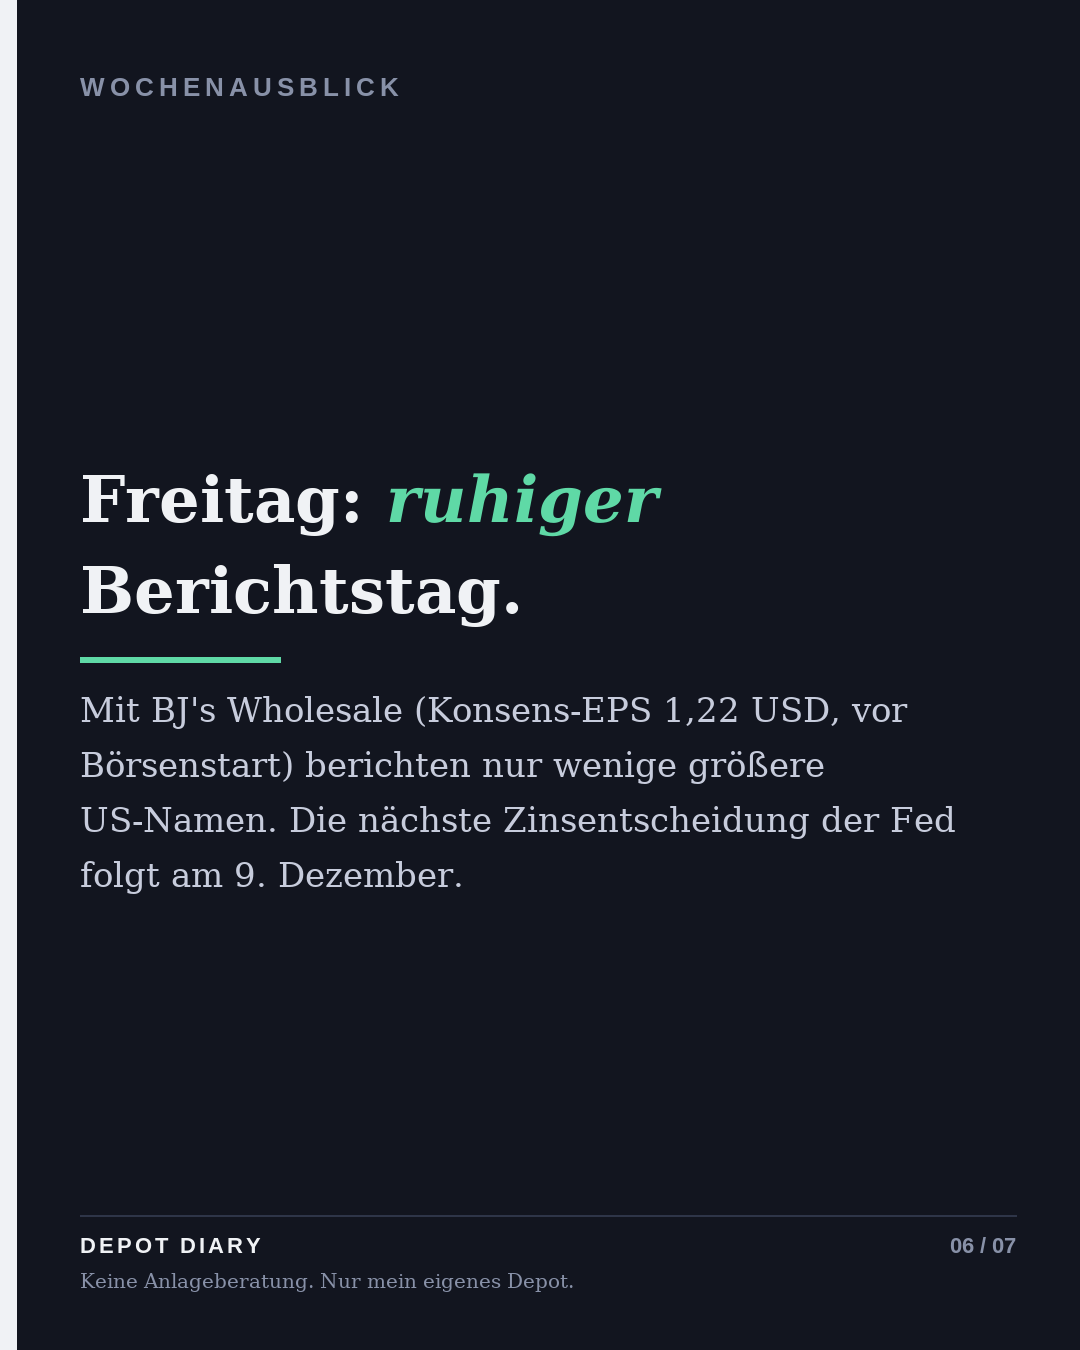 WOCHENAUSBLICK
Freitag: ruhiger
Berichtstag.
Mit BJ's Wholesale (Konsens-EPS 1,22 USD, vor
Börsenstart) berichten nur wenige größere
US-Namen. Die nächste Zinsentscheidung der Fed
folgt am 9. Dezember.
DEPOT DIARY
06 / 07
Keine Anlageberatung. Nur mein eigenes Depot.